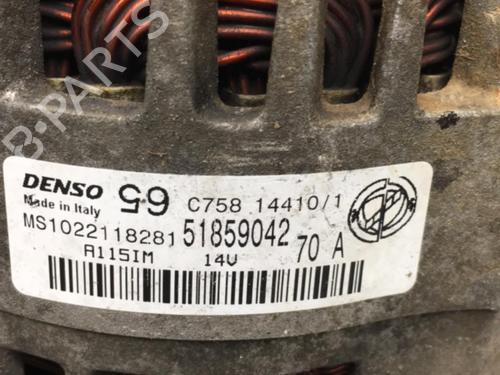 B-PARTS
DENSO 65 C758 14410/1
Made in Italy
MS1022118281 51859042 70 A
A115IM 14V